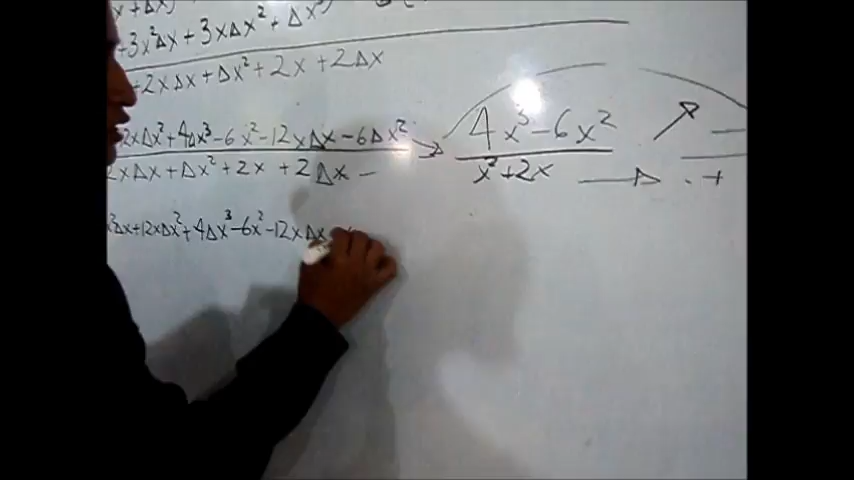 x + Δx)
+3x²Δx + 3xΔx² + Δx³)
+2xΔx + Δx² + 2x + 2Δx
2xΔx² + 4Δx³ - 6x² - 12xΔx - 6Δx²
2xΔx + Δx² + 2x + 2Δx -
4x³ - 6x²
x² + 2x
. +
x²Δx + 12xΔx² + 4Δx³ - 6x² - 12xΔx